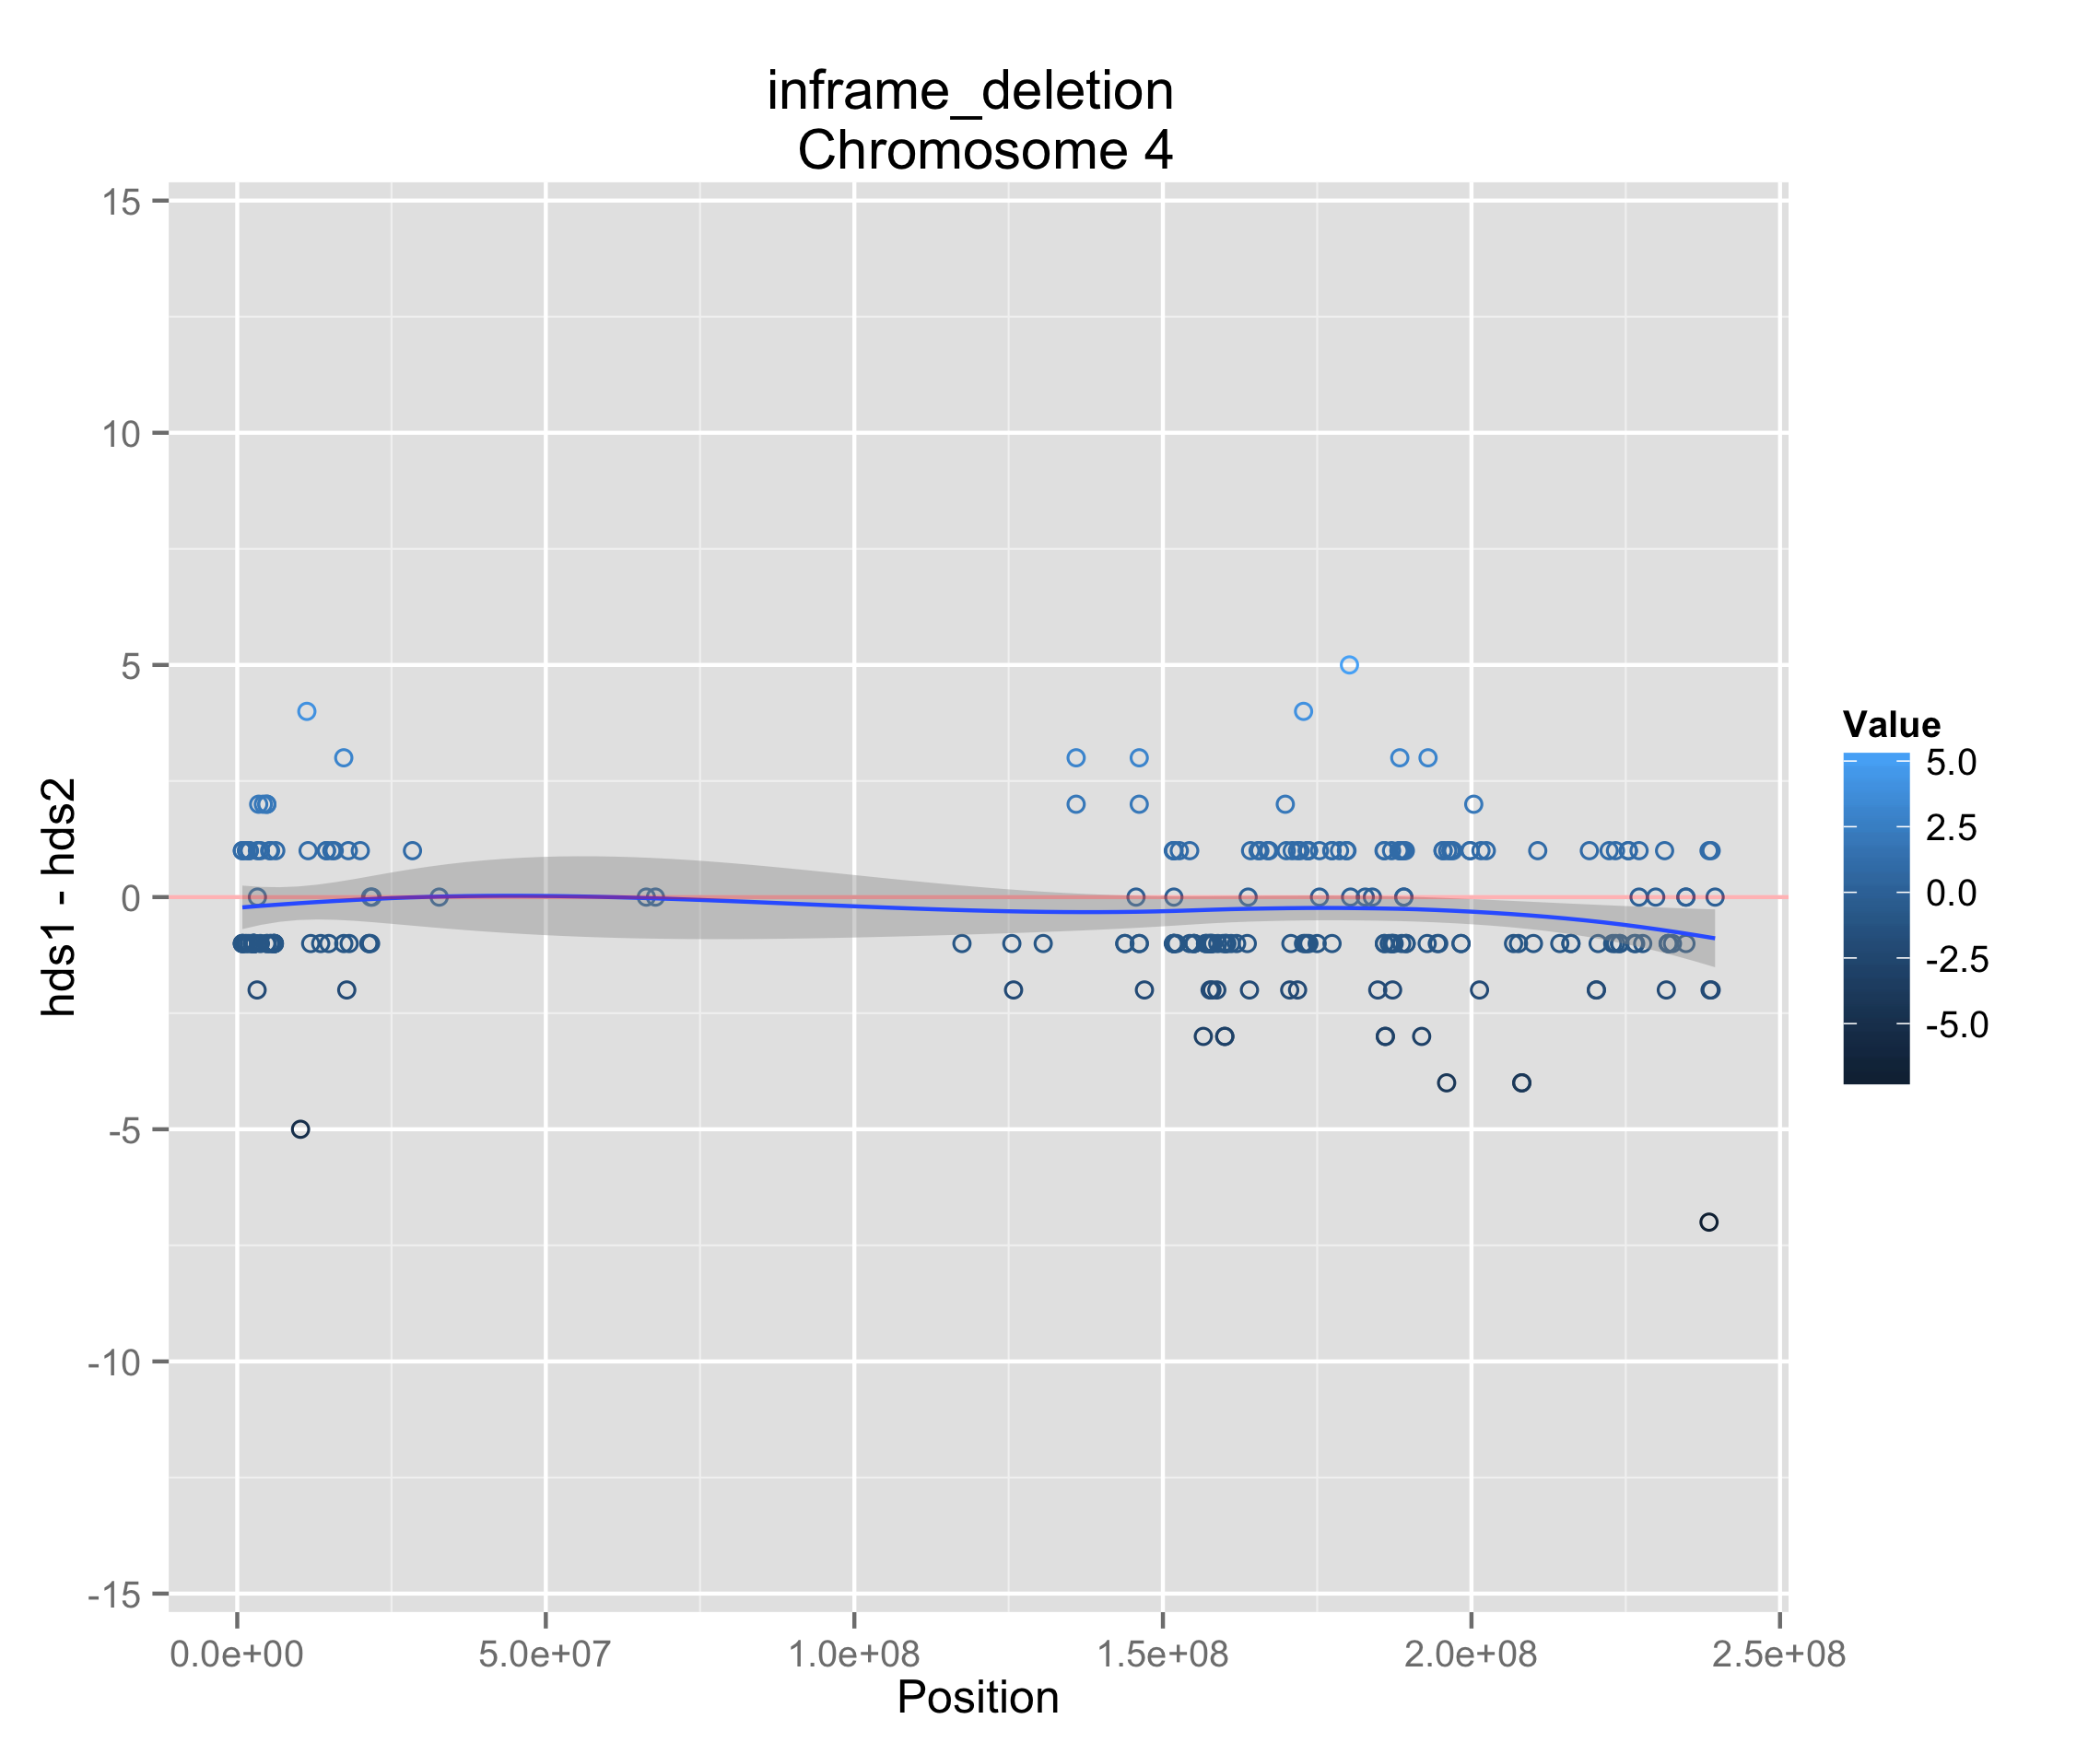 inframe_deletion
Chromosome 4
15
10
5
0
-5
-10
-15
hds1 - hds2
0.0e+00 5.0e+07 1.0e+08 1.5e+08 2.0e+08 2.5e+08
Position
Value
5.0
2.5
0.0
-2.5
-5.0